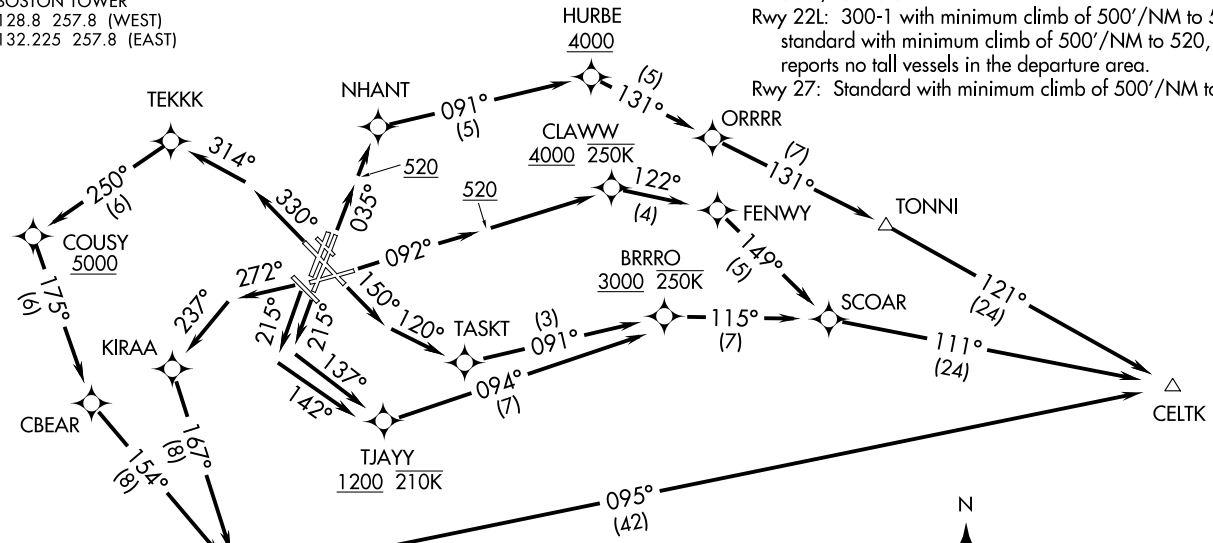 BOSTON TOWER
128.8 257.8 (WEST)
132.225 257.8 (EAST)
Rwy 22L: 300-1 with minimum climb of 500'/NM to
standard with minimum climb of 500'/NM to 520,
reports no tall vessels in the departure area.
Rwy 27: Standard with minimum climb of 500'/NM to
HURBE
4000
(5)
131°
TEKKK
NHANT
091°
(5)
ORRRR
CLAWW
4000 250K
(7)
131°
314°
520
520
250°
(6)
330°
035°
122°
(4)
FENWY
TONNI
COUSY
5000
092°
149°
(5)
BRRRO
3000 250K
272°
150°
121°
(24)
175°
(6)
237°
215°
215°
120°
TASKT
(3)
091°
115°
(7)
SCOAR
KIRAA
137°
142°
094°
(7)
111°
(24)
CBEAR
CELTK
167°
(8)
154°
(8)
TJAYY
1200 210K
095°
(42)
N